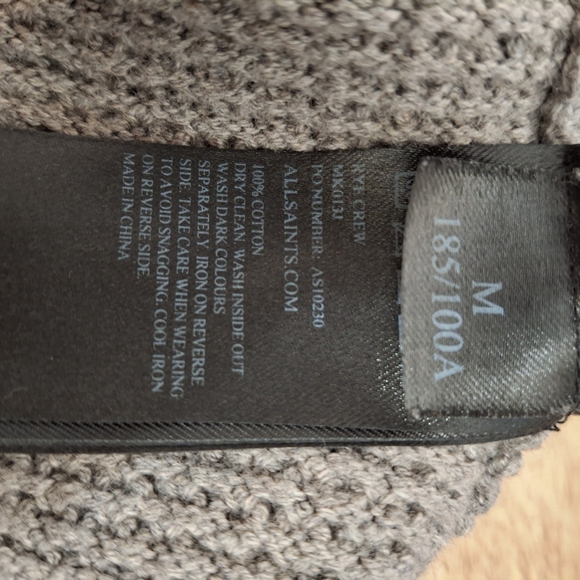 M
185/100A
RYE CREW
PO NUMBER: AS10230
ALLSAINTS.COM
100% COTTON
DRY CLEAN. WASH INSIDE OUT
WASH DARK COLOURS
SEPARATELY. IRON ON REVERSE
SIDE. TAKE CARE WHEN WEARING
TO AVOID SNAGGING. COOL IRON
ON REVERSE SIDE.
MADE IN CHINA